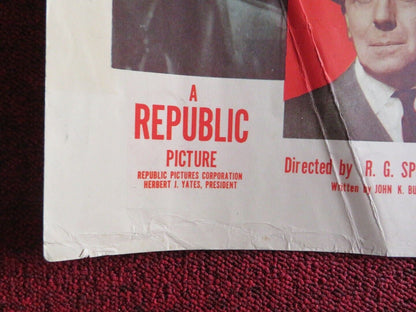 A
REPUBLIC
PICTURE
REPUBLIC PICTURES CORPORATION
HERBERT J. YATES, PRESIDENT
Directed by R. G. SP
Written by JOHN K. BU